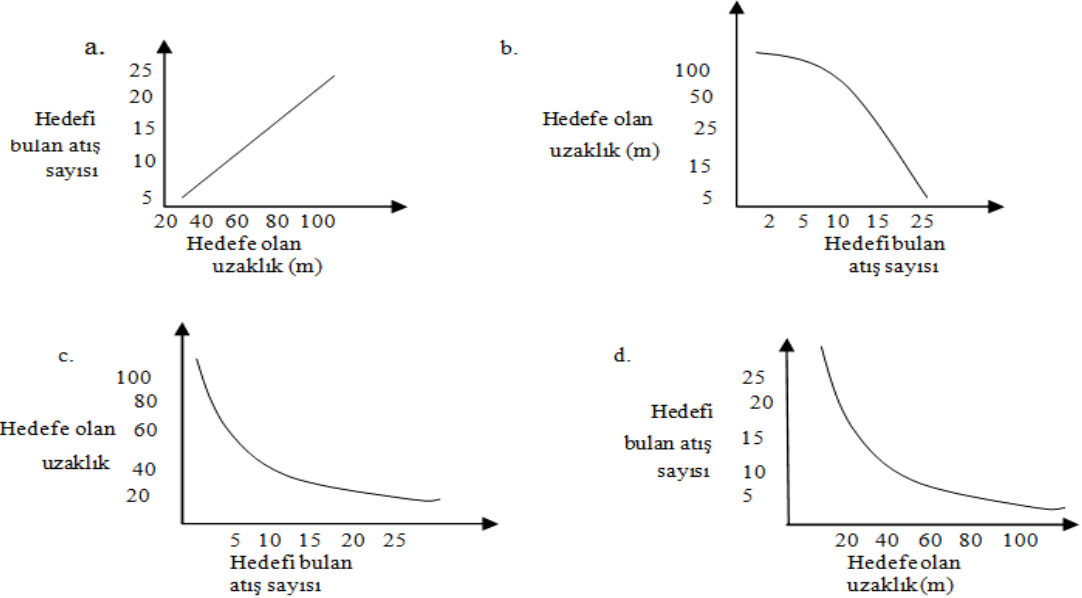 a.
25
20
15
10
5
Hedefi
bulan atış
sayısı
20 40 60 80 100
Hedefe olan
uzaklık (m)
b.
100
50
25
15
5
Hedefe olan
uzaklık (m)
2 5 10 15 25
Hedefi bulan
atış sayısı
c.
100
80
60
40
20
Hedefe olan
uzaklık
5 10 15 20 25
Hedefi bulan
atış sayısı
d.
25
20
15
10
5
Hedefi
bulan atış
sayısı
20 40 60 80 100
Hedefe olan
uzaklık (m)